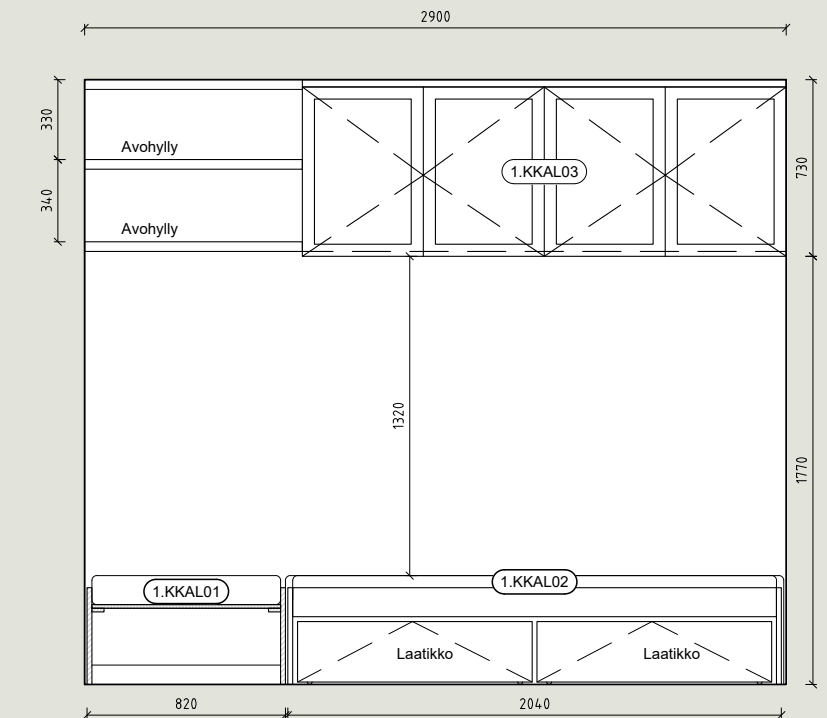 2900
330
Avohylly
1.KKAL03
730
340
Avohylly
1320
1770
1.KKAL01
1.KKAL02
Laatikko
Laatikko
820
2040